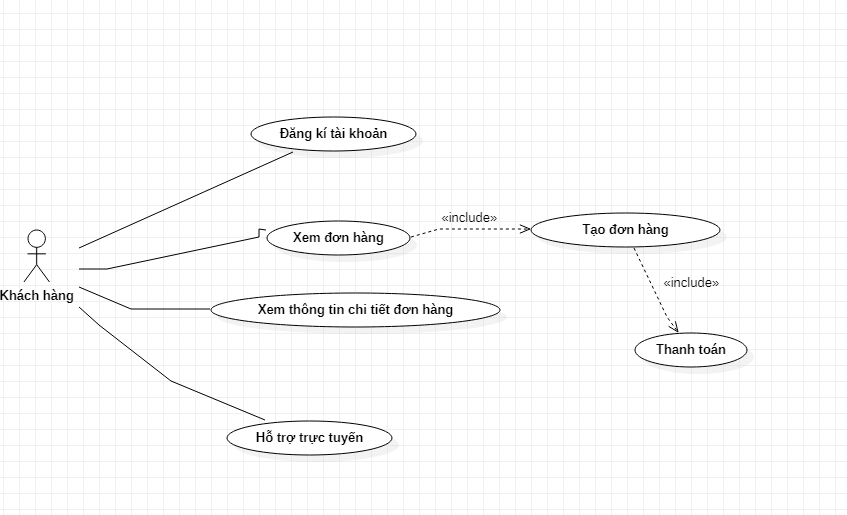 Đăng kí tài khoản
«include»
Xem đơn hàng
Tạo đơn hàng
«include»
Khách hàng
Xem thông tin chi tiết đơn hàng
Thanh toán
Hỗ trợ trực tuyến